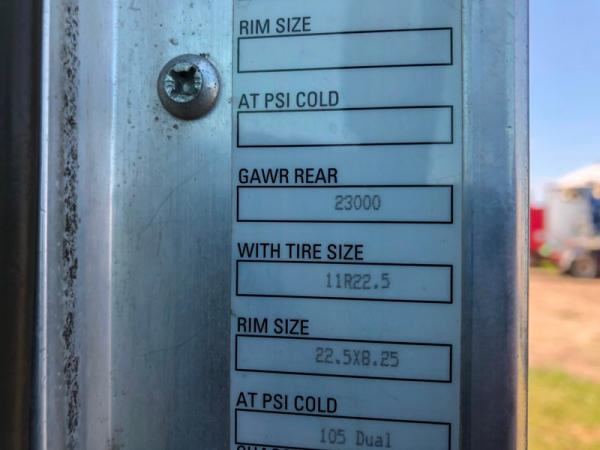 RIM SIZE
AT PSI COLD
GAWR REAR
23000
WITH TIRE SIZE
11R22.5
RIM SIZE
22.5X8.25
AT PSI COLD
105 Dual